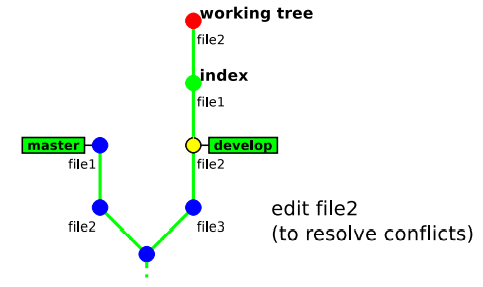 working tree
file2
index
file1
master
develop
file1
file2
file2
file3
edit file2
(to resolve conflicts)